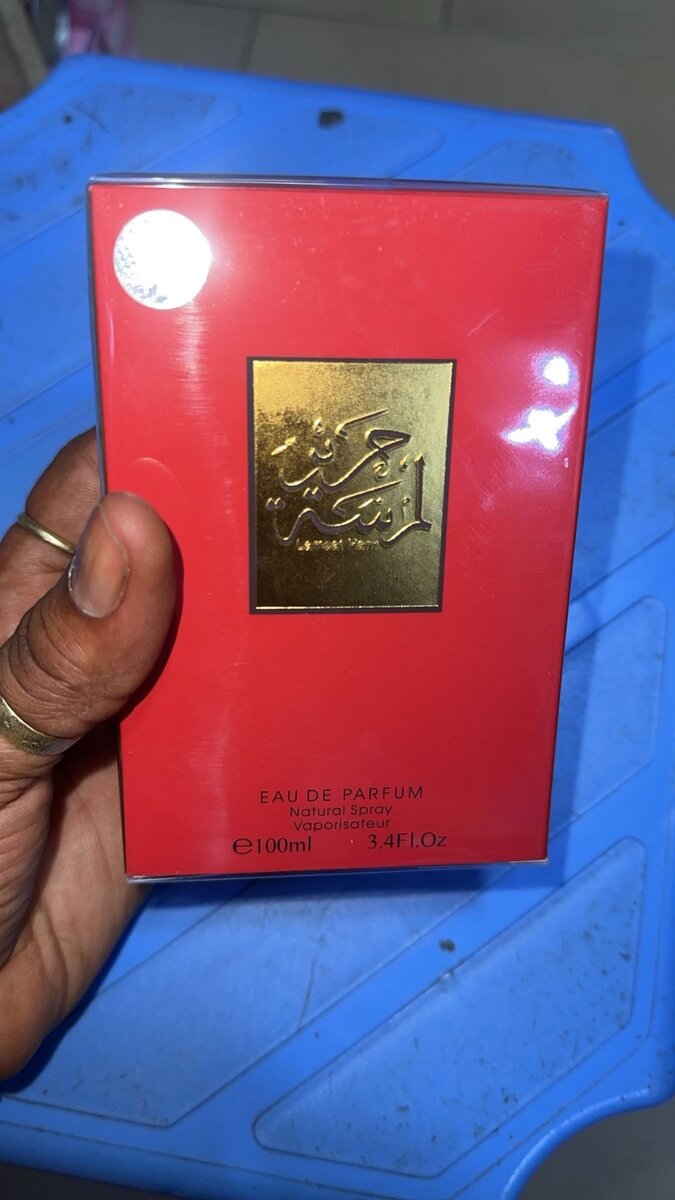 لمسة
حرير
Lamsat Harir
EAU DE PARFUM
Natural Spray
Vaporisateur
℮100ml 3.4Fl.Oz